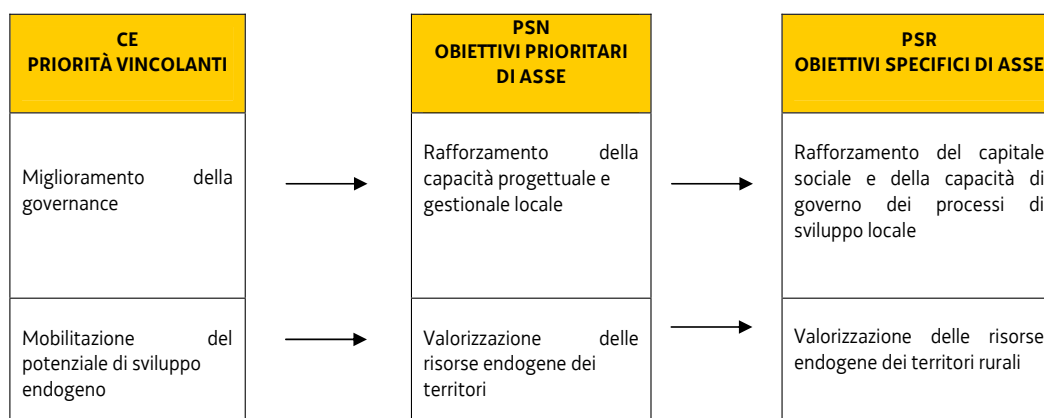 CE
PRIORITÀ VINCOLANTI
PSN
OBIETTIVI PRIORITARI
DI ASSE
PSR
OBIETTIVI SPECIFICI DI ASSE
Miglioramento della
governance
Rafforzamento della
capacità progettuale e
gestionale locale
Rafforzamento del capitale
sociale e della capacità di
governo dei processi di
sviluppo locale
Mobilitazione del
potenziale di sviluppo
endogeno
Valorizzazione delle
risorse endogene dei
territori
Valorizzazione delle risorse
endogene dei territori rurali